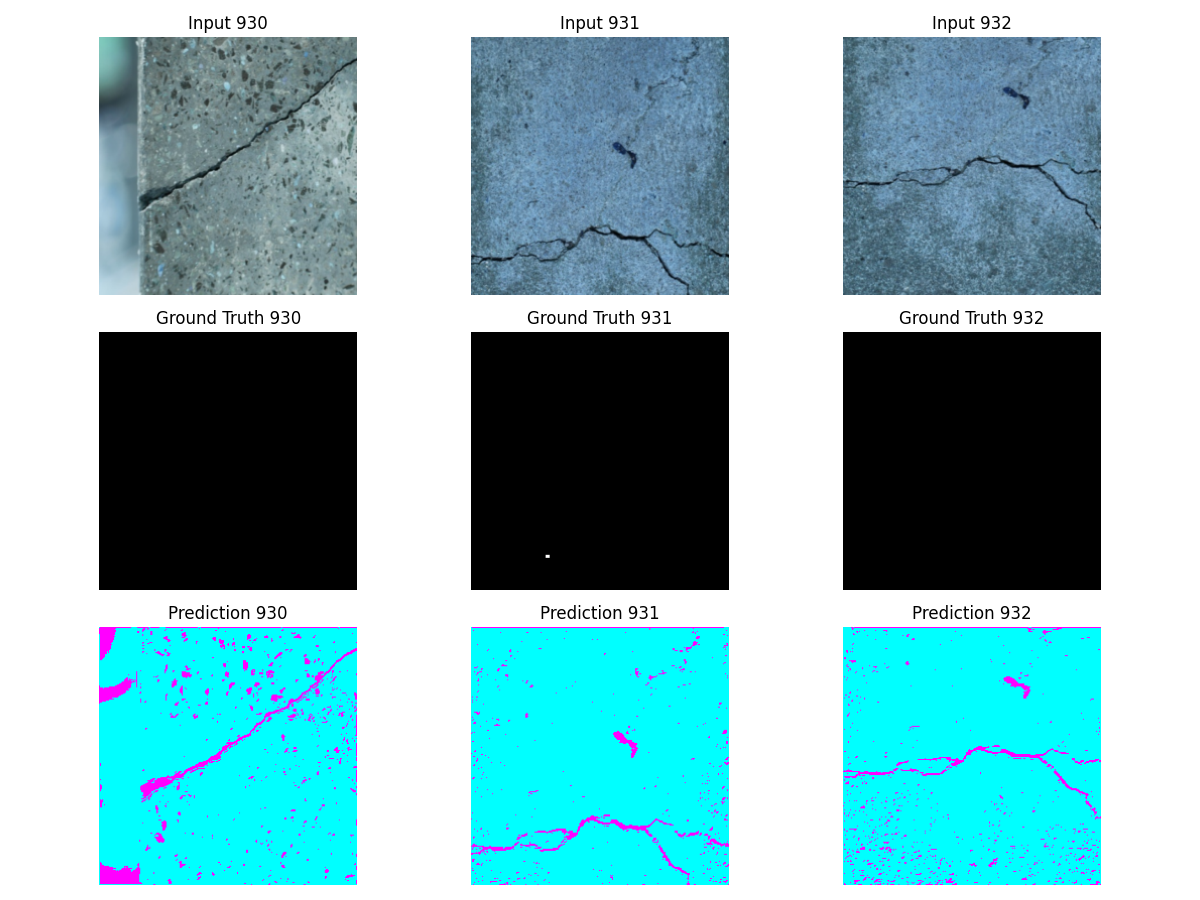 Input 930
Input 931
Input 932
Ground Truth 930
Ground Truth 931
Ground Truth 932
Prediction 930
Prediction 931
Prediction 932